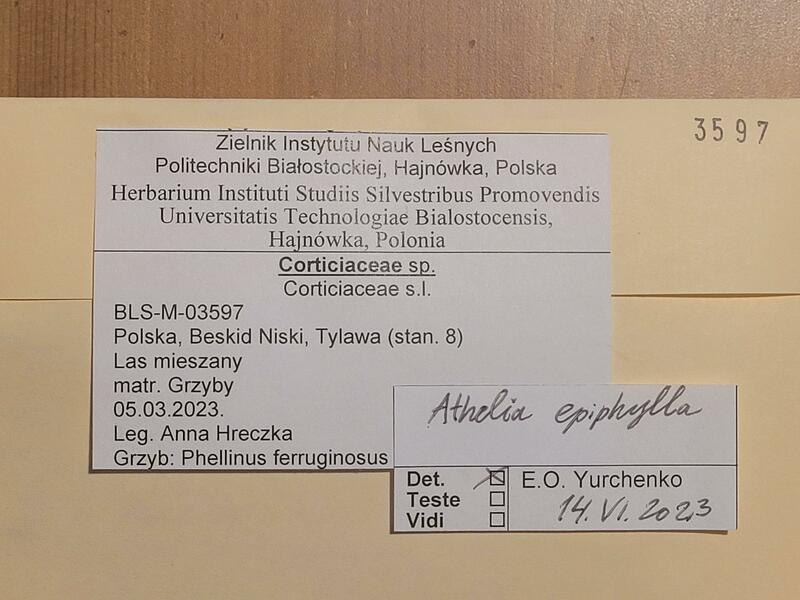 3597
Zielnik Instytutu Nauk Leśnych
Politechniki Białostockiej, Hajnówka, Polska
Herbarium Instituti Studiis Silvestribus Promovendis
Universitatis Technologiae Bialostocensis,
Hajnówka, Polonia
Corticiaceae sp.
Corticiaceae s.l.
BLS-M-03597
Polska, Beskid Niski, Tylawa (stan. 8)
Las mieszany
matr. Grzyby
05.03.2023.
Leg. Anna Hreczka
Grzyb: Phellinus ferruginosus
Athelia epiphylla
Det. E.O. Yurchenko
Teste 14.VI.2023
Vidi